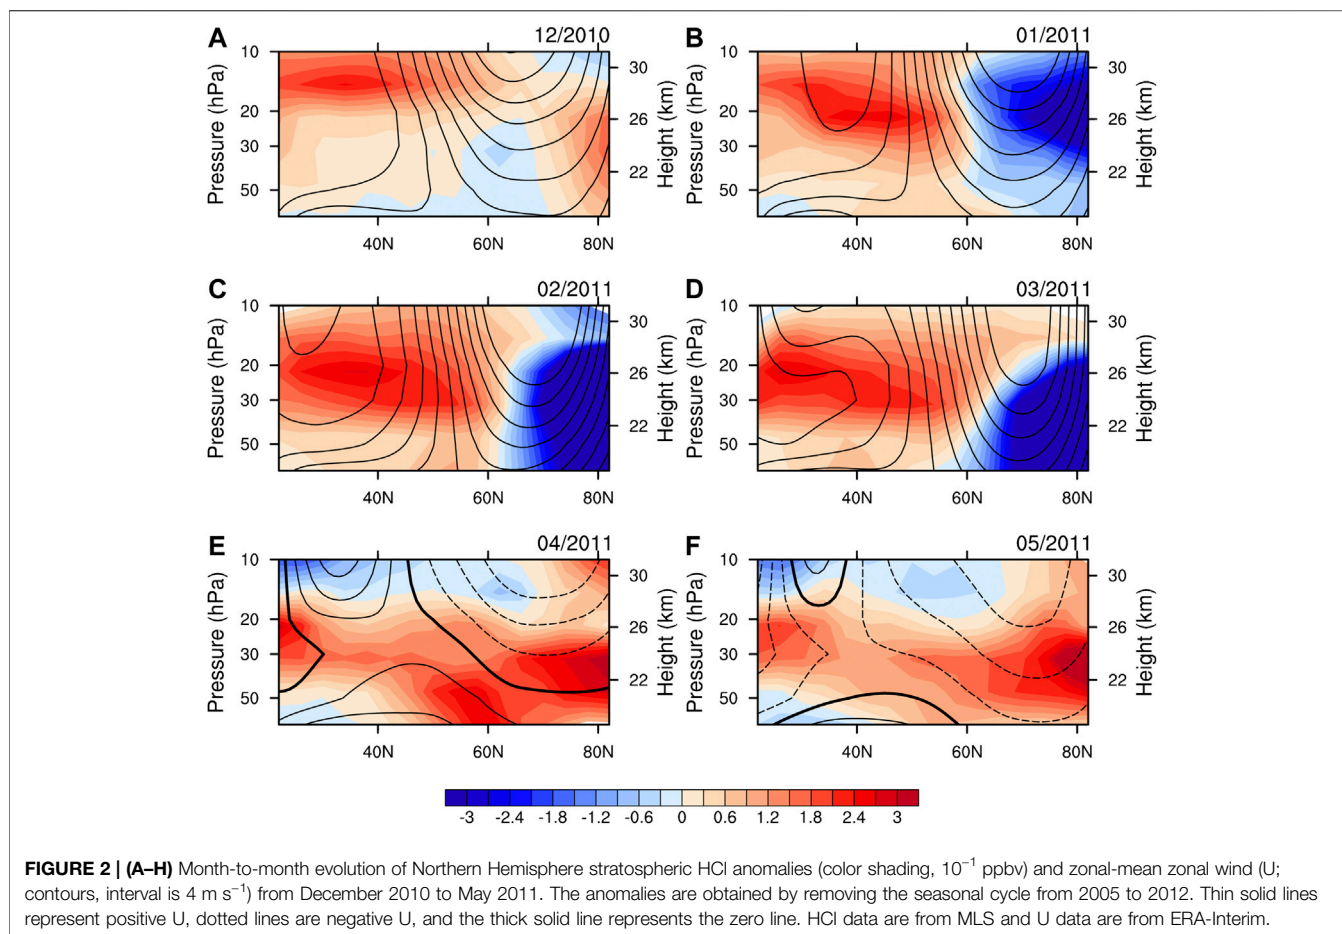 A 12/2010
B 01/2011
10
20
30
50
Pressure (hPa)
30
26
22
Height (km)
40N 60N 80N
10
20
30
50
Pressure (hPa)
30
26
22
Height (km)
40N 60N 80N
C 02/2011
D 03/2011
10
20
30
50
Pressure (hPa)
30
26
22
Height (km)
40N 60N 80N
10
20
30
50
Pressure (hPa)
30
26
22
Height (km)
40N 60N 80N
E 04/2011
F 05/2011
10
20
30
50
Pressure (hPa)
30
26
22
Height (km)
40N 60N 80N
10
20
30
50
Pressure (hPa)
30
26
22
Height (km)
40N 60N 80N
-3 -2.4 -1.8 -1.2 -0.6 0 0.6 1.2 1.8 2.4 3
FIGURE 2 | (A–H) Month-to-month evolution of Northern Hemisphere stratospheric HCl anomalies (color shading, 10⁻¹ ppbv) and zonal-mean zonal wind (U;
contours, interval is 4 m s⁻¹) from December 2010 to May 2011. The anomalies are obtained by removing the seasonal cycle from 2005 to 2012. Thin solid lines
represent positive U, dotted lines are negative U, and the thick solid line represents the zero line. HCl data are from MLS and U data are from ERA-Interim.